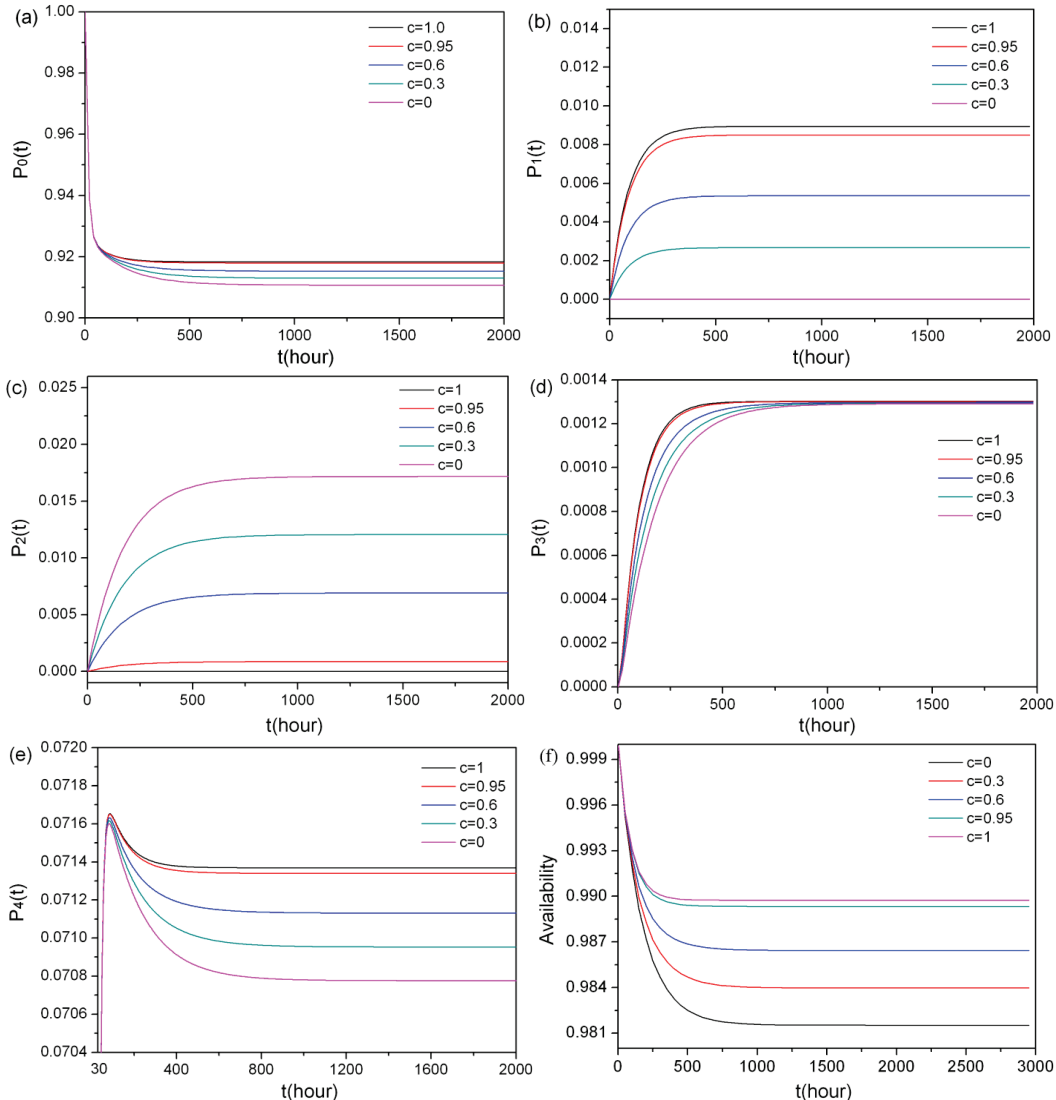 (a)
1.00
0.98
0.96
0.94
0.92
0.90
P0(t)
c=1.0
c=0.95
c=0.6
c=0.3
c=0
0
500
1000
1500
2000
t(hour)
(b)
0.014
0.012
0.010
0.008
0.006
0.004
0.002
0.000
P1(t)
c=1
c=0.95
c=0.6
c=0.3
c=0
0
500
1000
1500
2000
t(hour)
(c)
0.025
0.020
0.015
0.010
0.005
0.000
P2(t)
c=1
c=0.95
c=0.6
c=0.3
c=0
0
500
1000
1500
2000
t(hour)
(d)
0.0014
0.0012
0.0010
0.0008
0.0006
0.0004
0.0002
0.0000
P3(t)
c=1
c=0.95
c=0.6
c=0.3
c=0
0
500
1000
1500
2000
t(hour)
(e)
0.0720
0.0718
0.0716
0.0714
0.0712
0.0710
0.0708
0.0706
0.0704
P4(t)
c=1
c=0.95
c=0.6
c=0.3
c=0
30
400
800
1200
1600
2000
t(hour)
(f)
0.999
0.996
0.993
0.990
0.987
0.984
0.981
Availability
c=0
c=0.3
c=0.6
c=0.95
c=1
0
500
1000
1500
2000
2500
3000
t(hour)